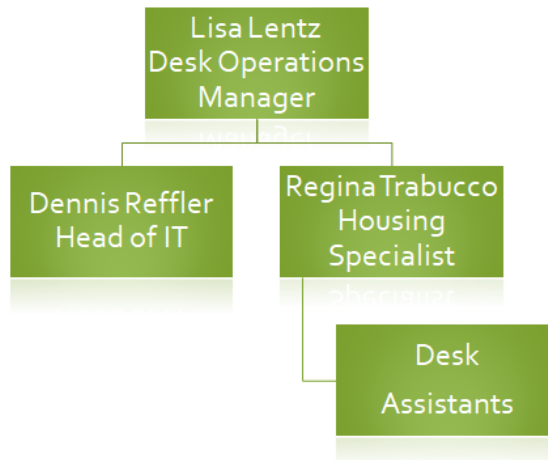 Lisa Lentz
Desk Operations
Manager
Dennis Reffler
Head of IT
Regina Trabucco
Housing
Specialist
Desk
Assistants